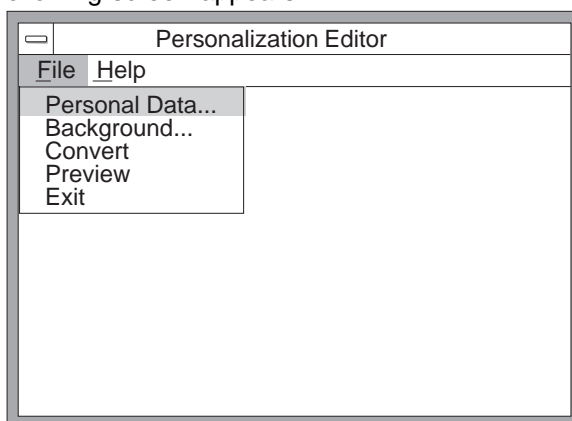 Personalization Editor
File Help
Personal Data...
Background...
Convert
Preview
Exit